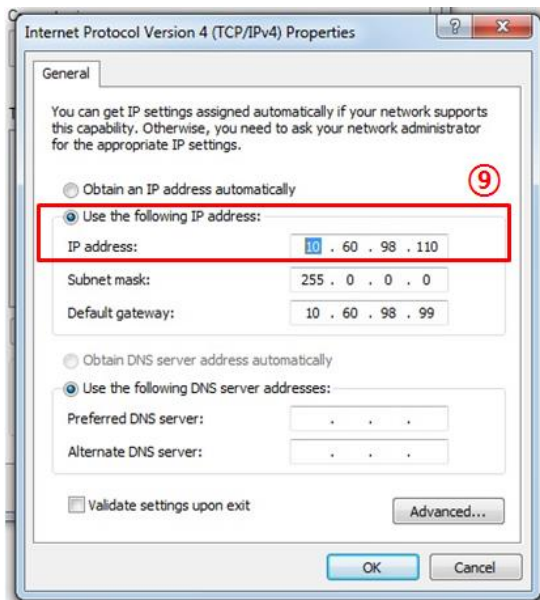 Internet Protocol Version 4 (TCP/IPv4) Properties
General
You can get IP settings assigned automatically if your network supports
this capability. Otherwise, you need to ask your network administrator
for the appropriate IP settings.
Obtain an IP address automatically
⑨
Use the following IP address:
IP address: 10 . 60 . 98 . 110
Subnet mask: 255 . 0 . 0 . 0
Default gateway: 10 . 60 . 98 . 99
Obtain DNS server address automatically
Use the following DNS server addresses:
Preferred DNS server: . . .
Alternate DNS server: . . .
Validate settings upon exit
Advanced...
OK Cancel